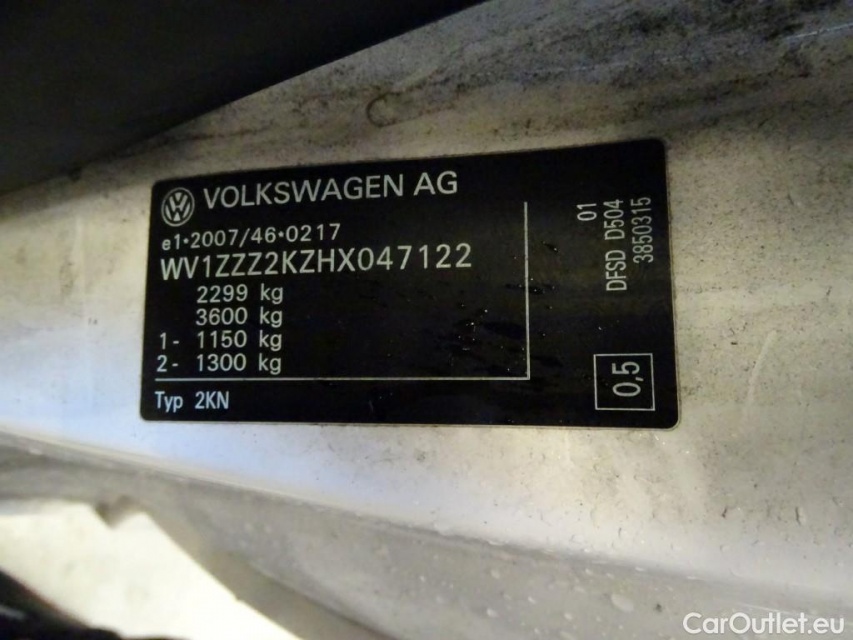 VOLKSWAGEN AG
e1*2007/46*0217
WV1ZZZ2KZHX047122
2299 kg
3600 kg
1- 1150 kg
2- 1300 kg
Typ 2KN
01
DFSD D504
3850315
0,5
CarOutlet.eu